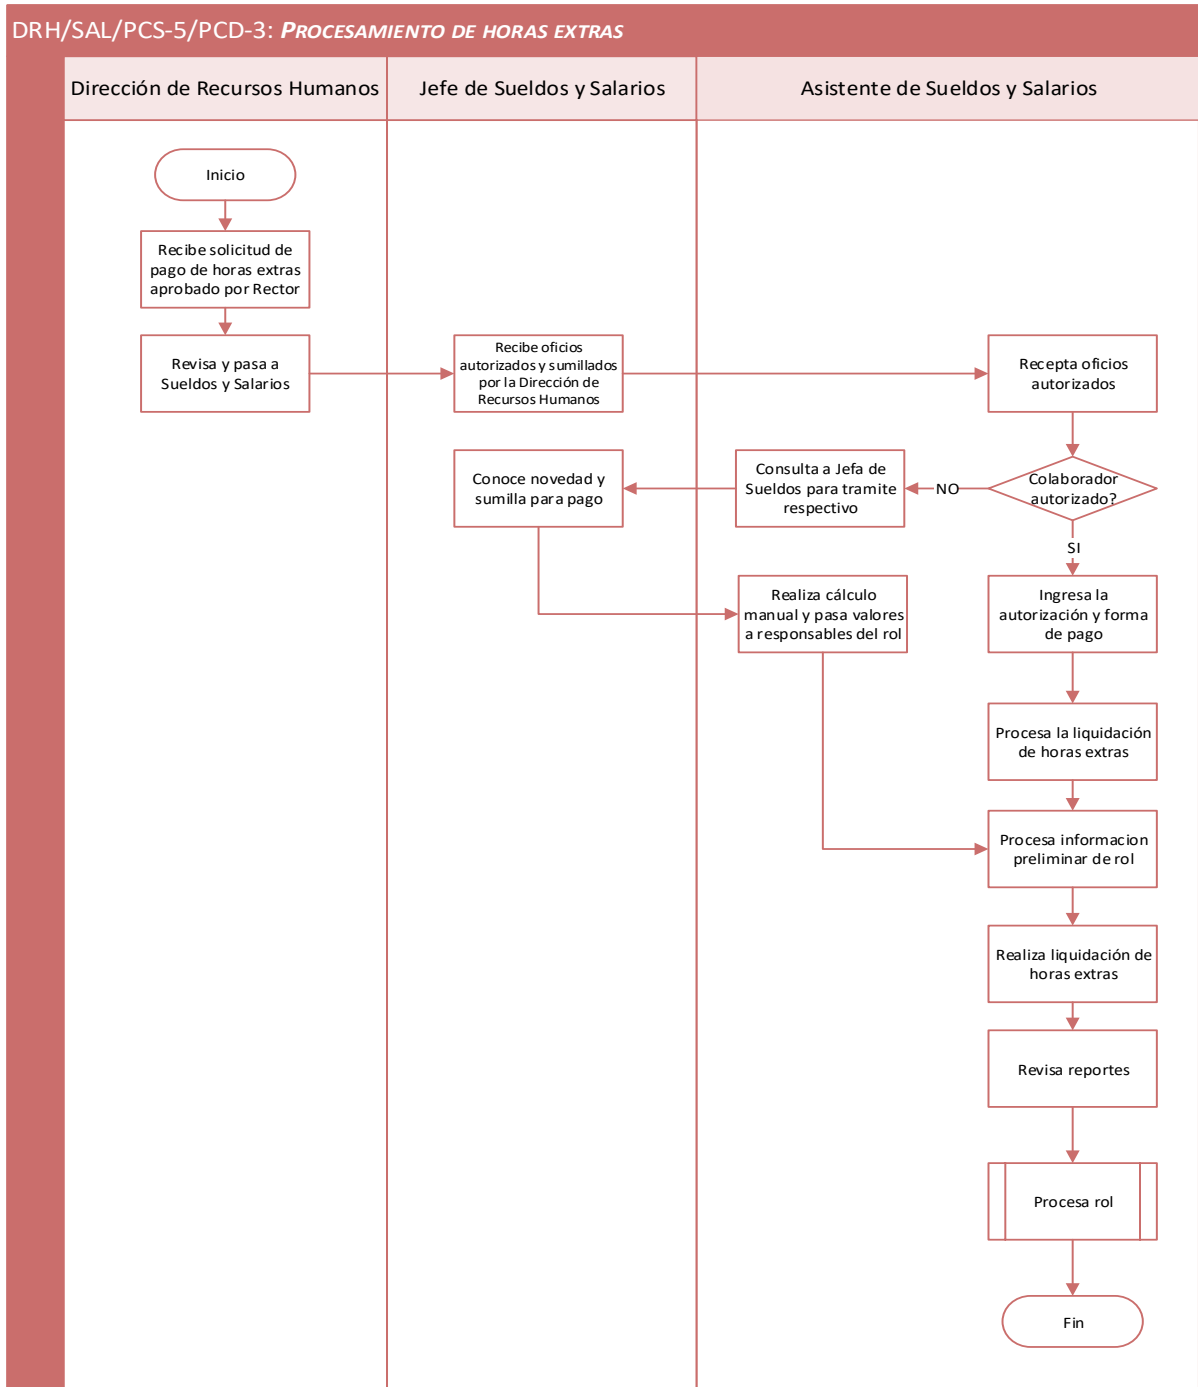 DRH/SAL/PCS-5/PCD-3: PROCESAMIENTO DE HORAS EXTRAS
Dirección de Recursos Humanos
Jefe de Sueldos y Salarios
Asistente de Sueldos y Salarios
Inicio
Recibe solicitud de
pago de horas extras
aprobado por Rector
Revisa y pasa a
Sueldos y Salarios
Recibe oficios
autorizados y sumillados
por la Dirección de
Recursos Humanos
Recepta oficios
autorizados
Colaborador
autorizado?
NO
Consulta a Jefa de
Sueldos para tramite
respectivo
Conoce novedad y
sumilla para pago
SI
Realiza cálculo
manual y pasa valores
a responsables del rol
Ingresa la
autorización y forma
de pago
Procesa la liquidación
de horas extras
Procesa informacion
preliminar de rol
Realiza liquidación de
horas extras
Revisa reportes
Procesa rol
Fin